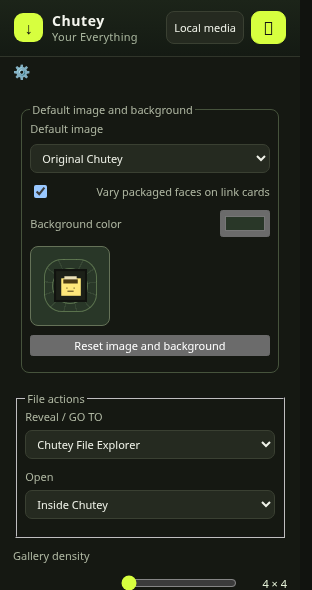 Chutey
Your Everything
Local media
Default image and background
Default image
Original Chutey
Vary packaged faces on link cards
Background color
Reset image and background
File actions
Reveal / GO TO
Chutey File Explorer
Open
Inside Chutey
Gallery density
4 × 4